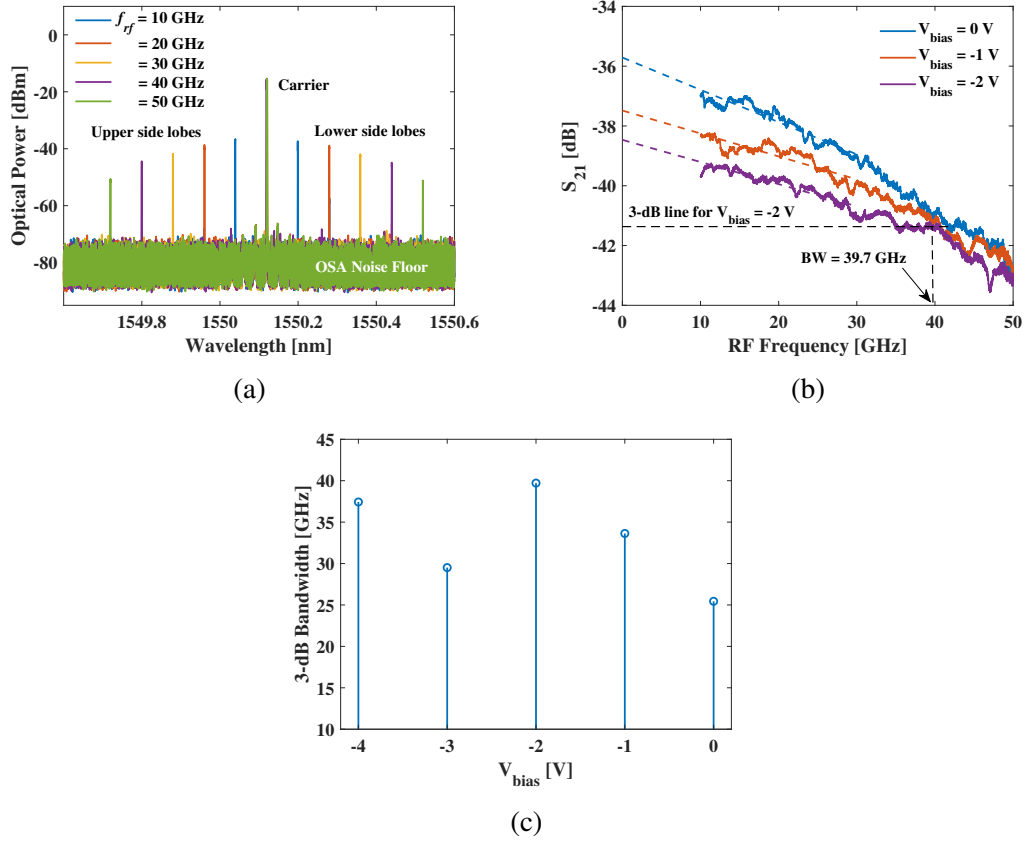 f_rf = 10 GHz
= 20 GHz
= 30 GHz
= 40 GHz
= 50 GHz
Carrier
Upper side lobes
Lower side lobes
OSA Noise Floor
0
-20
-40
-60
-80
Optical Power [dBm]
1549.8 1550 1550.2 1550.4 1550.6
Wavelength [nm]
(a)
V_bias = 0 V
V_bias = -1 V
V_bias = -2 V
3-dB line for V_bias = -2 V
BW = 39.7 GHz
-34
-36
-38
-40
-42
-44
S_21 [dB]
0 10 20 30 40 50
RF Frequency [GHz]
(b)
45
40
35
30
25
20
15
10
3-dB Bandwidth [GHz]
-4 -3 -2 -1 0
V_bias [V]
(c)